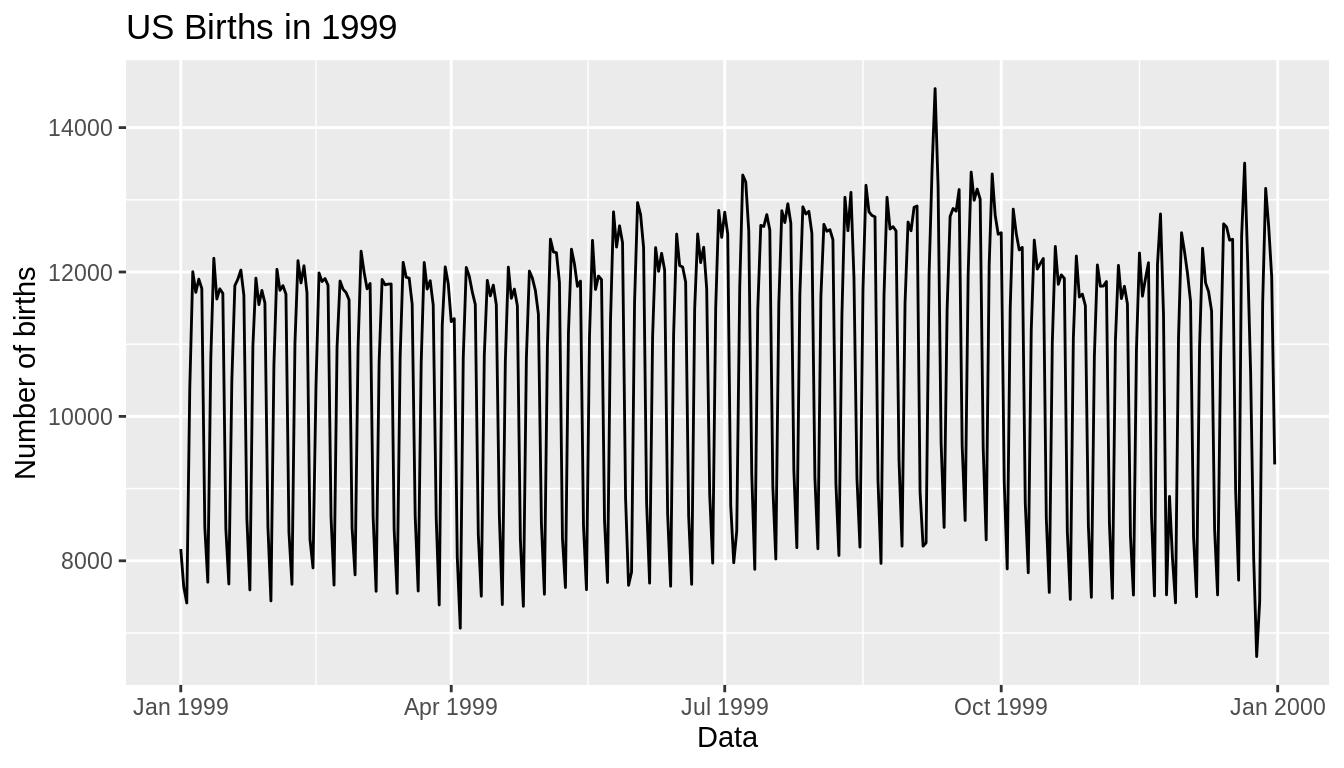 US Births in 1999
14000
12000
10000
8000
Number of births
Jan 1999
Apr 1999
Jul 1999
Oct 1999
Jan 2000
Data